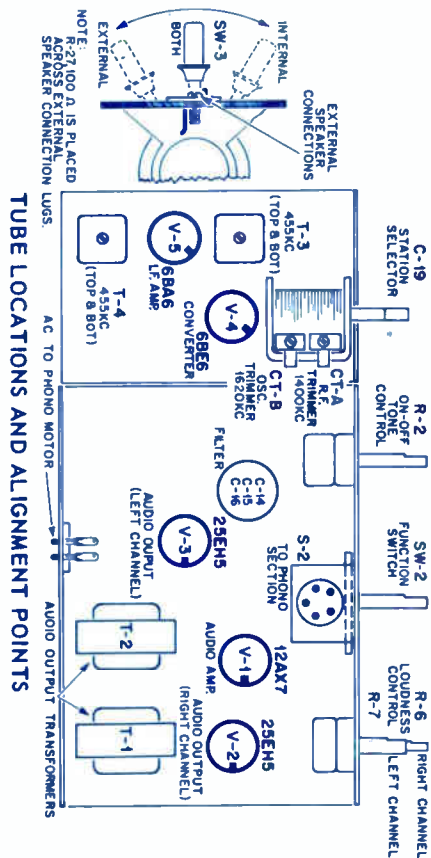 C-19
STATION
SELECTOR
R-2
ON-OFF
TONE
CONTROL
SW-2
FUNCTION
SWITCH
R-6
LOUDNESS
CONTROL
R-7
RIGHT CHANNEL
LEFT CHANNEL
INTERNAL
SW-3
BOTH
EXTERNAL
EXTERNAL
SPEAKER
CONNECTIONS
NOTE:
R-27,100 Ω IS PLACED
ACROSS EXTERNAL
SPEAKER CONNECTION LUGS.
T-3
455KC
(TOP & BOT)
CT-A
R.F.
TRIMMER
1400KC
CT-B
OSC.
TRIMMER
1620KC
V-4
6BE6
CONVERTER
V-5
6BA6
I.F. AMP.
T-4
455KC
(TOP & BOT)
FILTER
C-14
C-15
C-16
S-2
TO PHONO
SECTION
25EH5
V-3
AUDIO OUPUT
(LEFT CHANNEL)
12AX7
V-1
AUDIO AMP.
25EH5
V-2
AUDIO OUTPUT
(RIGHT CHANNEL)
T-2
T-1
AC TO PHONO MOTOR
AUDIO OUTPUT TRANSFORMERS
TUBE LOCATIONS AND ALIGNMENT POINTS